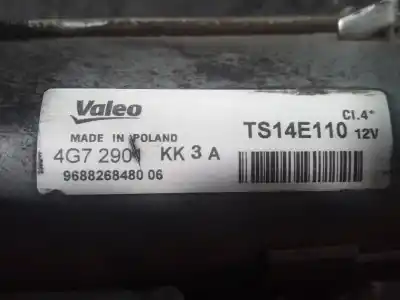 Valeo
MADE IN POLAND
4G7 2901 KK 3 A
9688268480 06
Cl.4*
TS14E110 12V